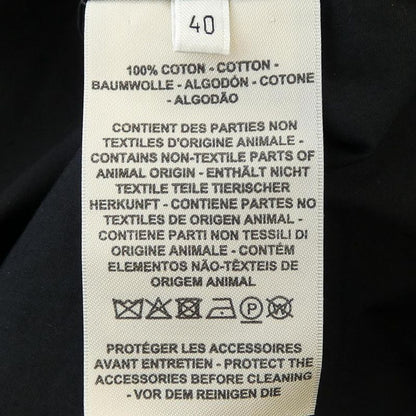 40
100% COTON - COTTON -
BAUMWOLLE - ALGODÓN - COTONE
- ALGODÃO
CONTIENT DES PARTIES NON
TEXTILES D'ORIGINE ANIMALE -
CONTAINS NON-TEXTILE PARTS OF
ANIMAL ORIGIN - ENTHÄLT NICHT
TEXTILE TEILE TIERISCHER
HERKUNFT - CONTIENE PARTES NO
TEXTILES DE ORIGEN ANIMAL -
CONTIENE PARTI NON TESSILI DI
ORIGINE ANIMALE - CONTÉM
ELEMENTOS NÃO-TÊXTEIS DE
ORIGEM ANIMAL
P W
PROTÉGER LES ACCESSOIRES
AVANT ENTRETIEN - PROTECT THE
ACCESSORIES BEFORE CLEANING
- VOR DEM REINIGEN DIE